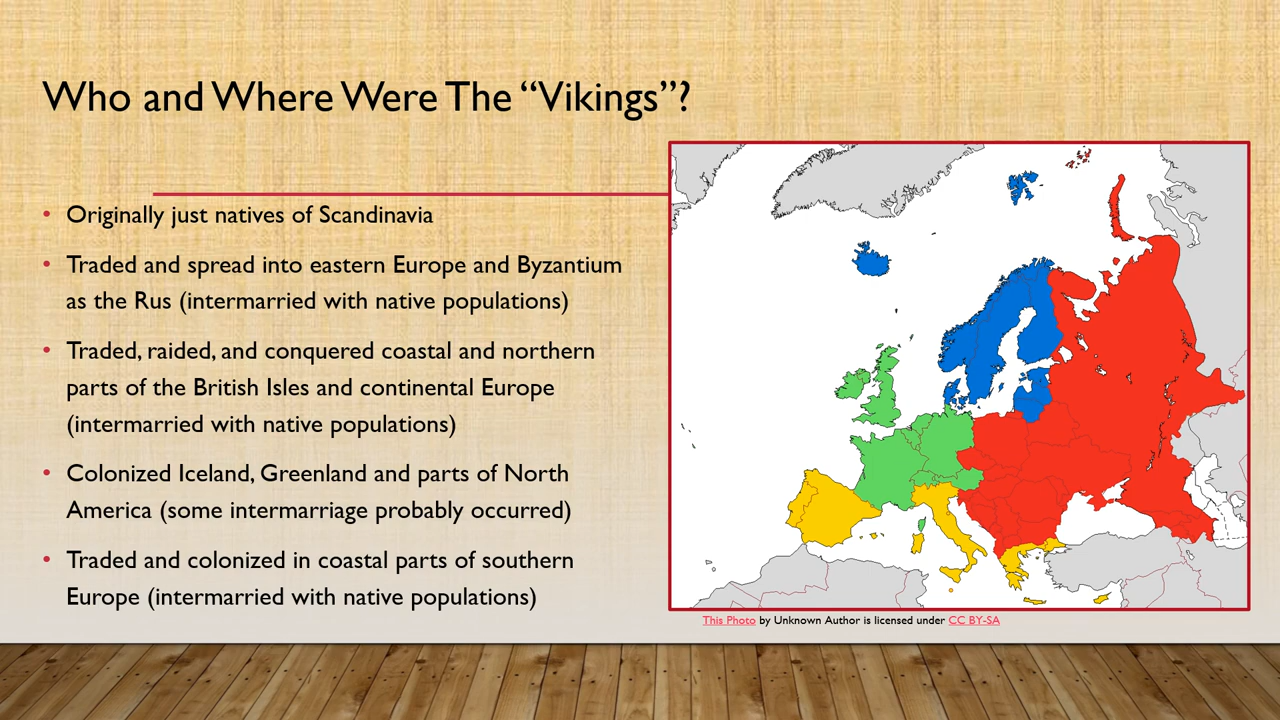 Who and Where Were The “Vikings”?
• Originally just natives of Scandinavia
• Traded and spread into eastern Europe and Byzantium
as the Rus (intermarried with native populations)
• Traded, raided, and conquered coastal and northern
parts of the British Isles and continental Europe
(intermarried with native populations)
• Colonized Iceland, Greenland and parts of North
America (some intermarriage probably occurred)
• Traded and colonized in coastal parts of southern
Europe (intermarried with native populations)
This Photo by Unknown Author is licensed under CC BY-SA